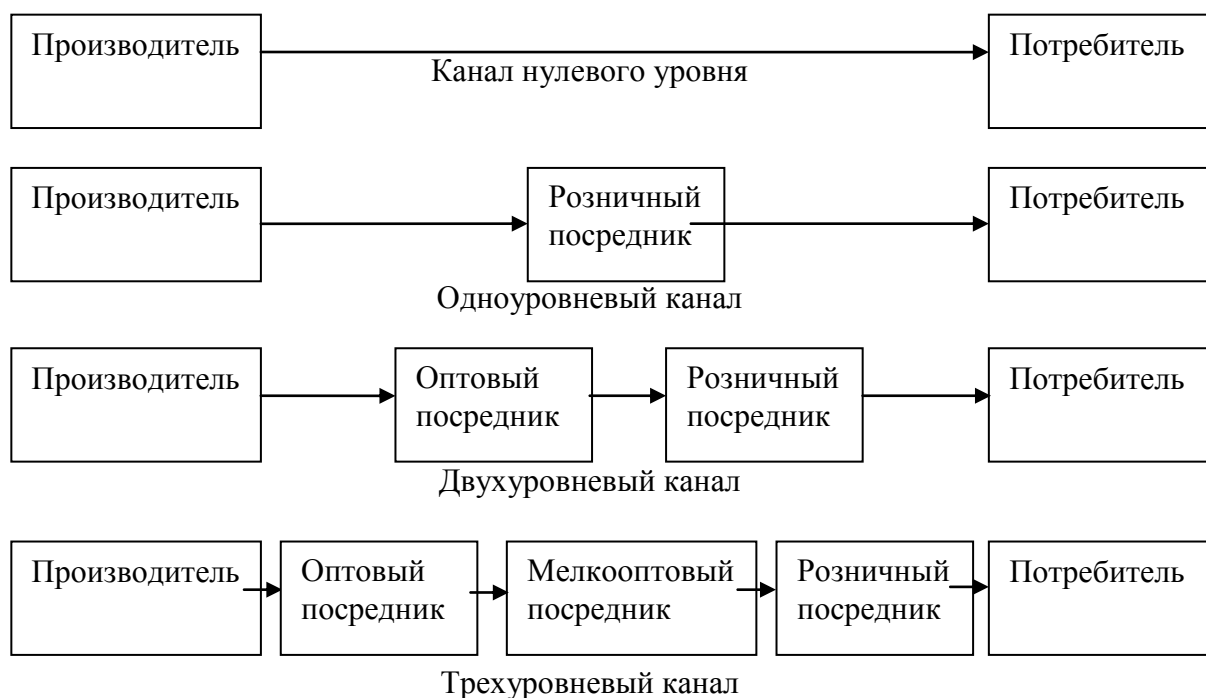 Производитель
Потребитель
Канал нулевого уровня
Производитель
Розничный
посредник
Потребитель
Одноуровневый канал
Производитель
Оптовый
посредник
Розничный
посредник
Потребитель
Двухуровневый канал
Производитель
Оптовый
посредник
Мелкооптовый
посредник
Розничный
посредник
Потребитель
Трехуровневый канал